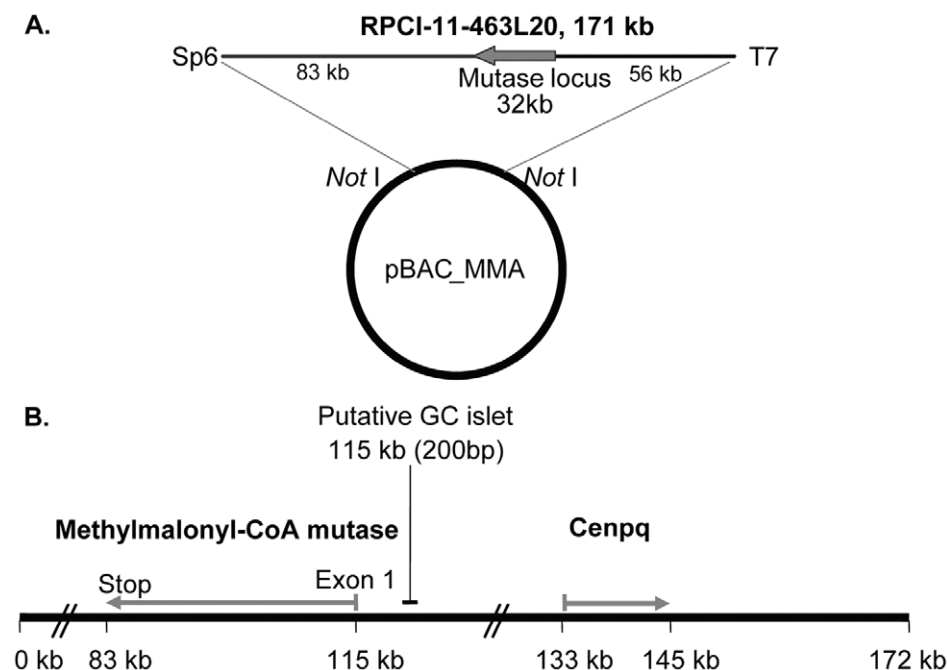 A.
RPCI-11-463L20, 171 kb
Sp6
T7
83 kb
56 kb
Mutase locus
32kb
Not I
Not I
pBAC_MMA
B.
Putative GC islet
115 kb (200bp)
Methylmalonyl-CoA mutase
Cenpq
Stop
Exon 1
0 kb
83 kb
115 kb
133 kb
145 kb
172 kb